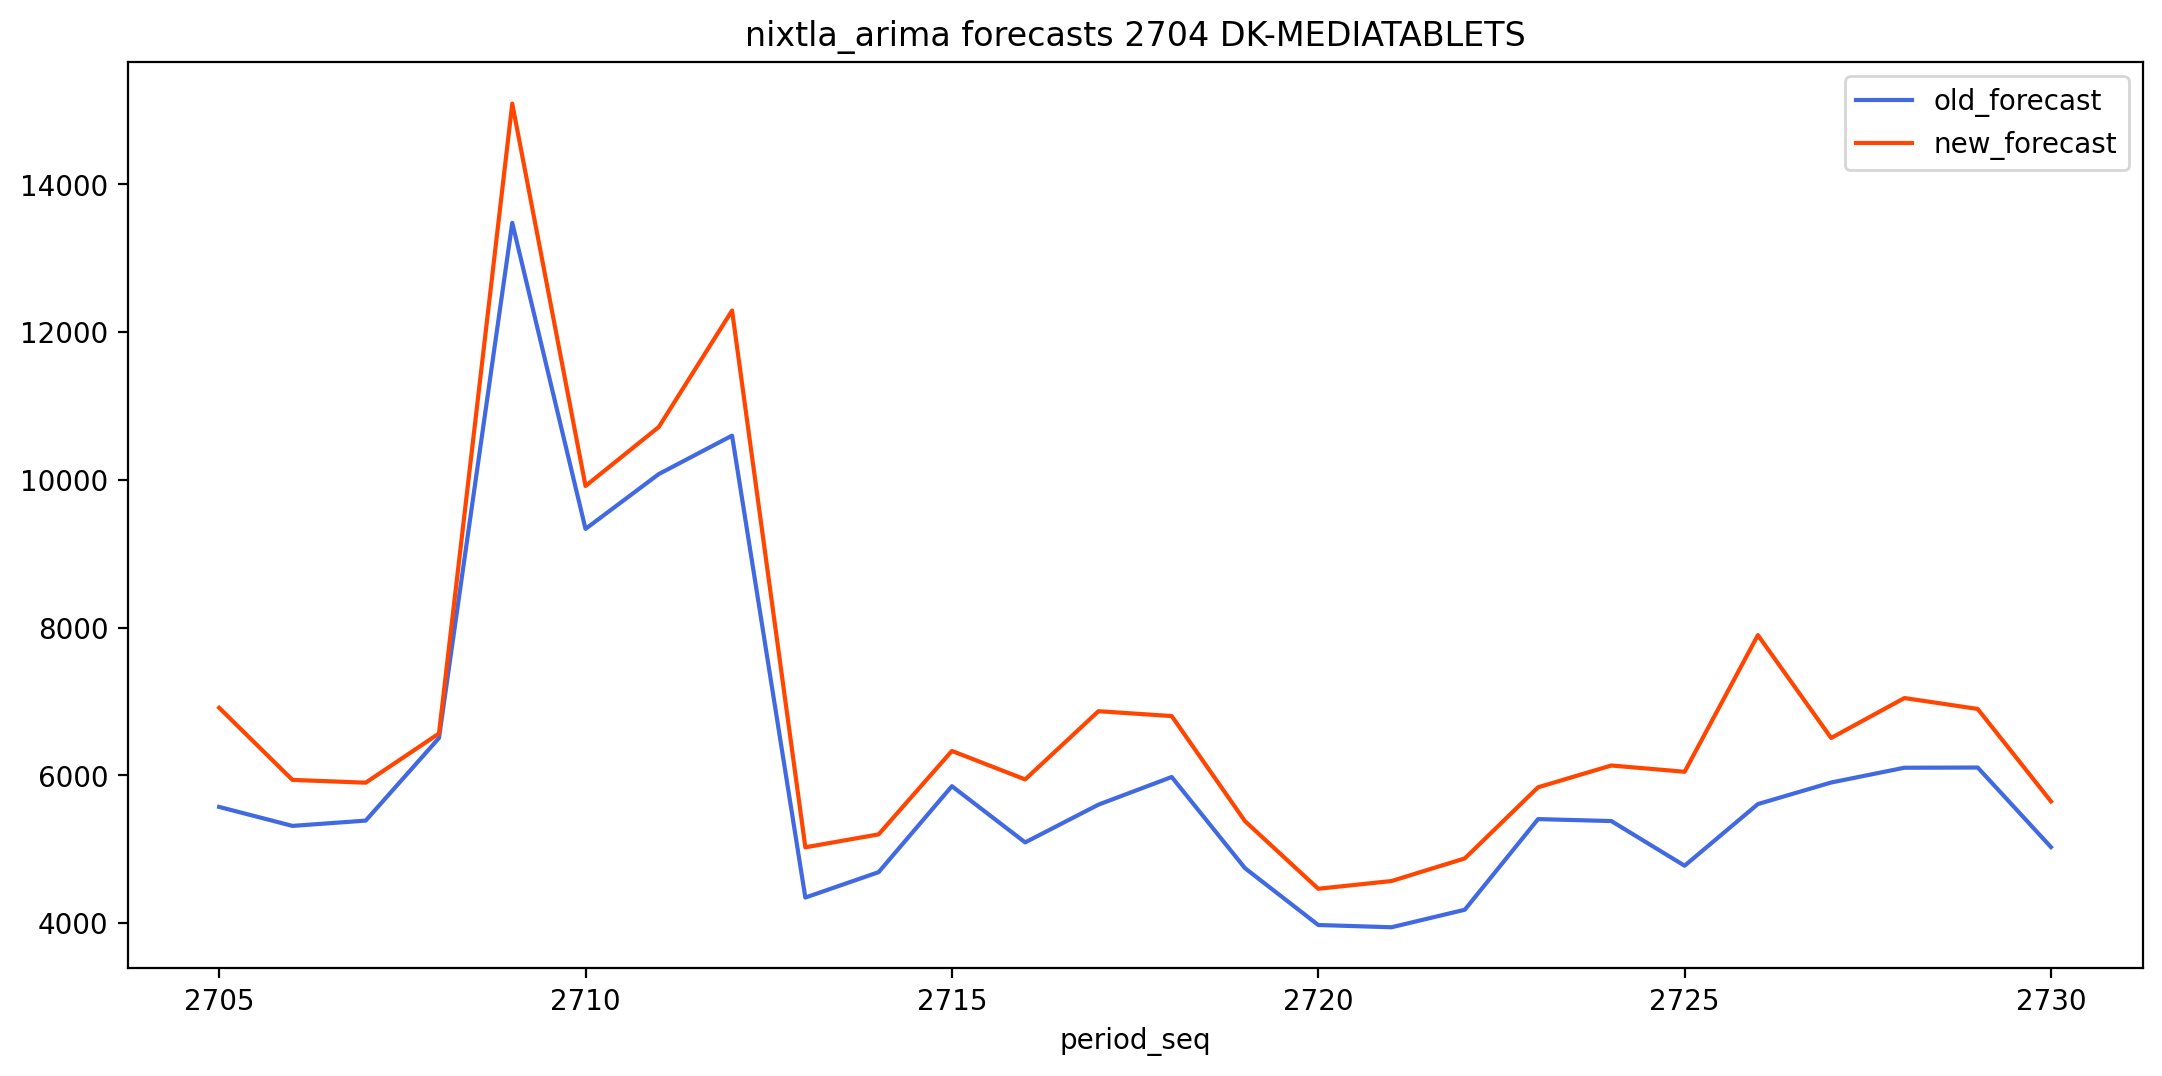 nixtla_arima forecasts 2704 DK-MEDIATABLETS
old_forecast
new_forecast
14000
12000
10000
8000
6000
4000
2705 2710 2715 2720 2725 2730
period_seq